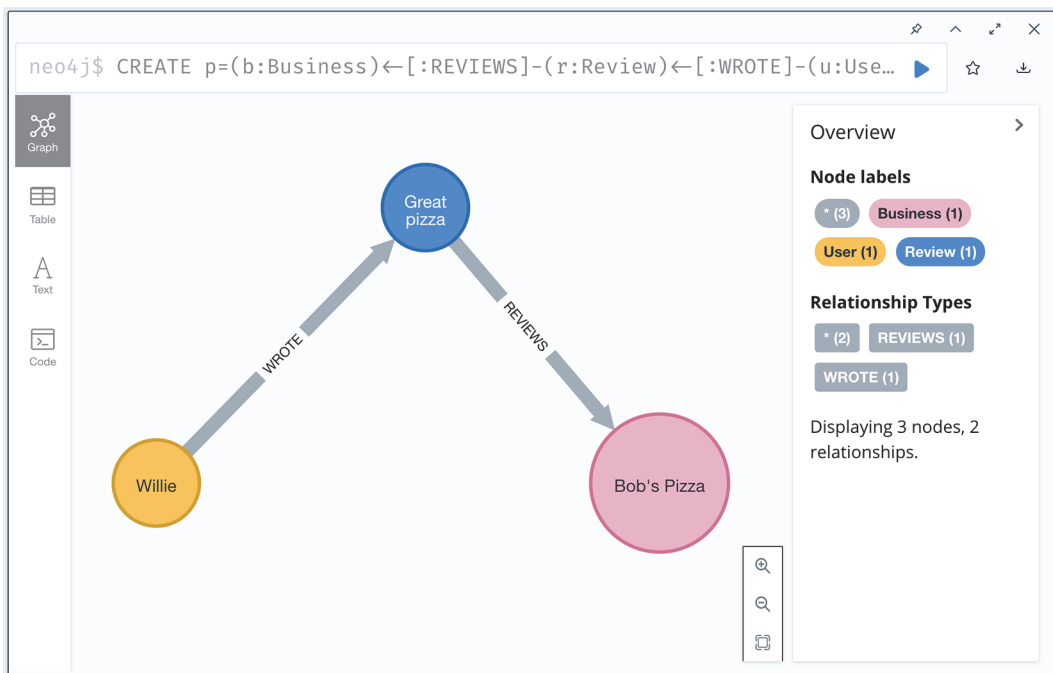 neo4j$ CREATE p=(b:Business)<-[:REVIEWS]-(r:Review)<-[:WROTE]-(u:Use…
Graph
Table
Text
Code
Great
pizza
WROTE
REVIEWS
Willie
Bob's Pizza
Overview
Node labels
* (3) Business (1)
User (1) Review (1)
Relationship Types
* (2) REVIEWS (1)
WROTE (1)
Displaying 3 nodes, 2
relationships.